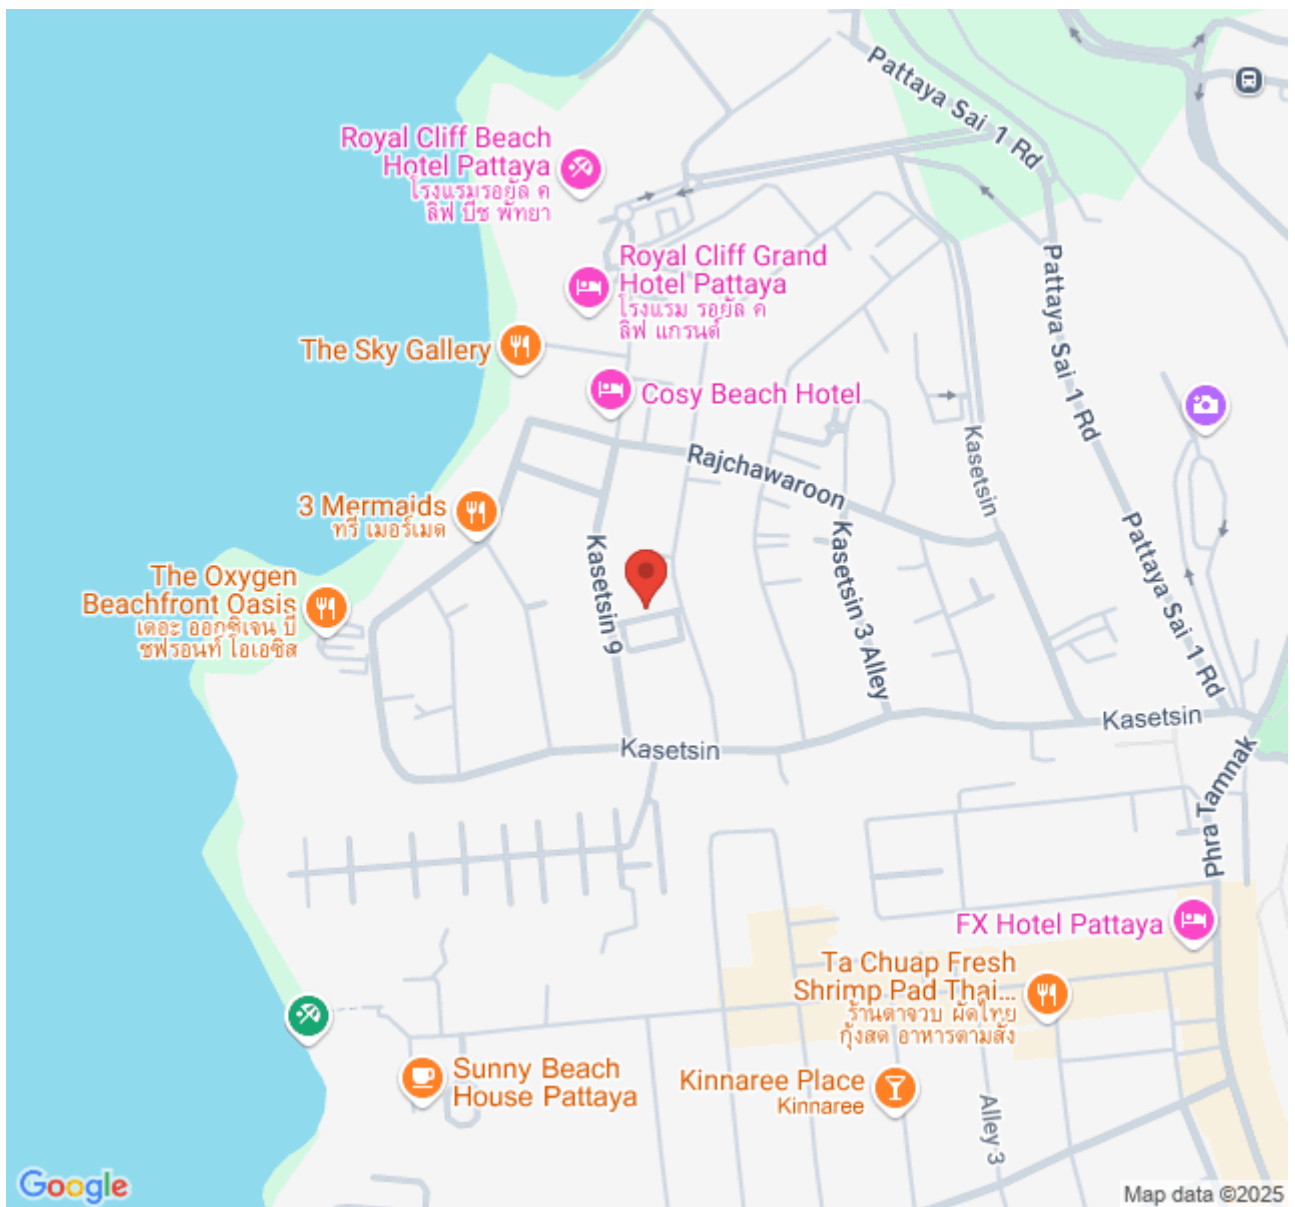 Pattaya Sai 1 Rd
Royal Cliff Beach
Hotel Pattaya
โรงแรมรอยัล ค
ลิฟ บีช พัทยา
Royal Cliff Grand
Hotel Pattaya
โรงแรม รอยัล ค
ลิฟ แกรนด์
Pattaya Sai 1 Rd
The Sky Gallery
Cosy Beach Hotel
Rajchawaroon
Kasetsin
3 Mermaids
ทรี เมอร์เมด
Kasetsin 9
Kasetsin 3 Alley
Pattaya Sai 1 Rd
The Oxygen
Beachfront Oasis
เดอะ ออกซิเจน บี
ชฟรอนท์ โอเอซิส
Kasetsin
Kasetsin
Phra Tamnak
FX Hotel Pattaya
Ta Chuap Fresh
Shrimp Pad Thai...
ร้านตาจวบ ผัดไทย
กุ้งสด อาหารตามสั่ง
Sunny Beach
House Pattaya
Kinnaree Place
Kinnaree
Alley 3
Google
Map data ©2025